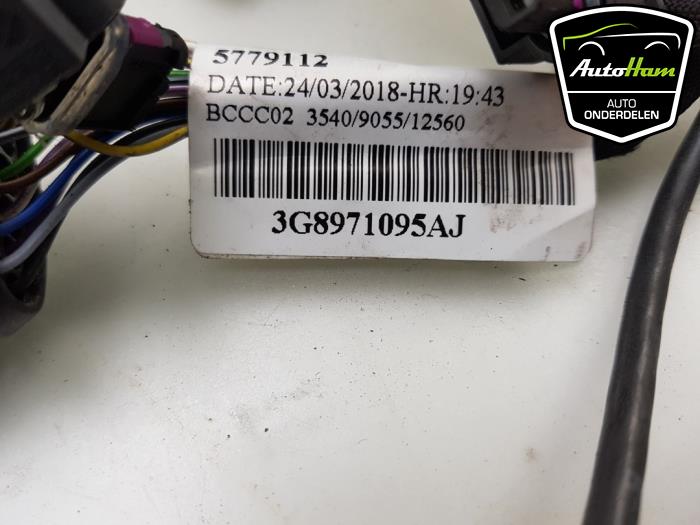 5779112
DATE:24/03/2018-HR:19:43
BCCC02 3540/9055/12560
3G8971095AJ
AutoHam
AUTO
ONDERDELEN